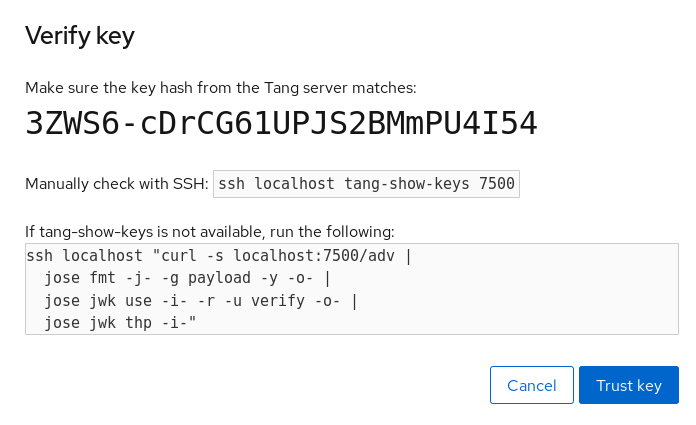 Verify key
Make sure the key hash from the Tang server matches:
3ZWS6-cDrCG61UPJS2BMmPU4I54
Manually check with SSH: ssh localhost tang-show-keys 7500
If tang-show-keys is not available, run the following:
ssh localhost "curl -s localhost:7500/adv |
  jose fmt -j- -g payload -y -o- |
  jose jwk use -i- -r -u verify -o- |
  jose jwk thp -i-"
Cancel Trust key